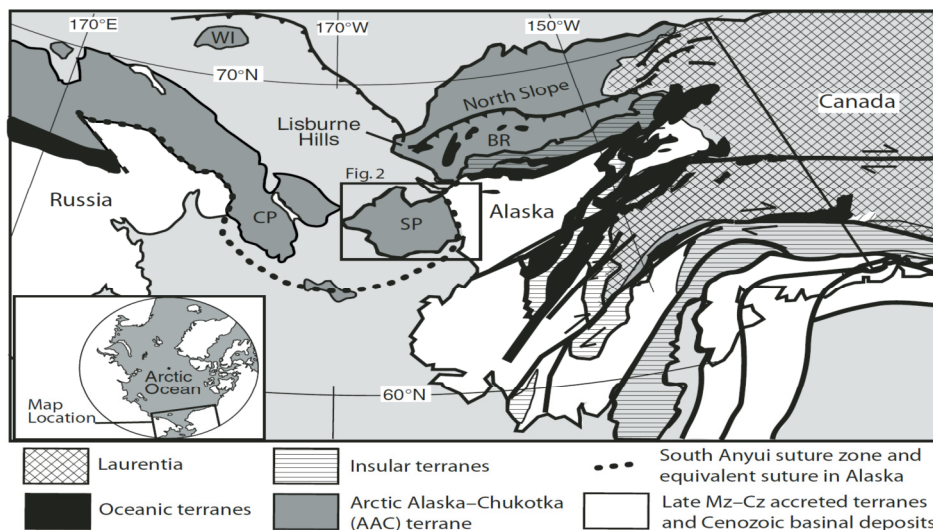 170°E
WI
170°W
150°W
70°N
North Slope
Canada
Lisburne
Hills
BR
Fig. 2
Russia
CP
SP
Alaska
Arctic
Ocean
Map
Location
60°N
Laurentia
Insular terranes
South Anyui suture zone and
equivalent suture in Alaska
Oceanic terranes
Arctic Alaska–Chukotka
(AAC) terrane
Late Mz–Cz accreted terranes
and Cenozoic basinal deposits